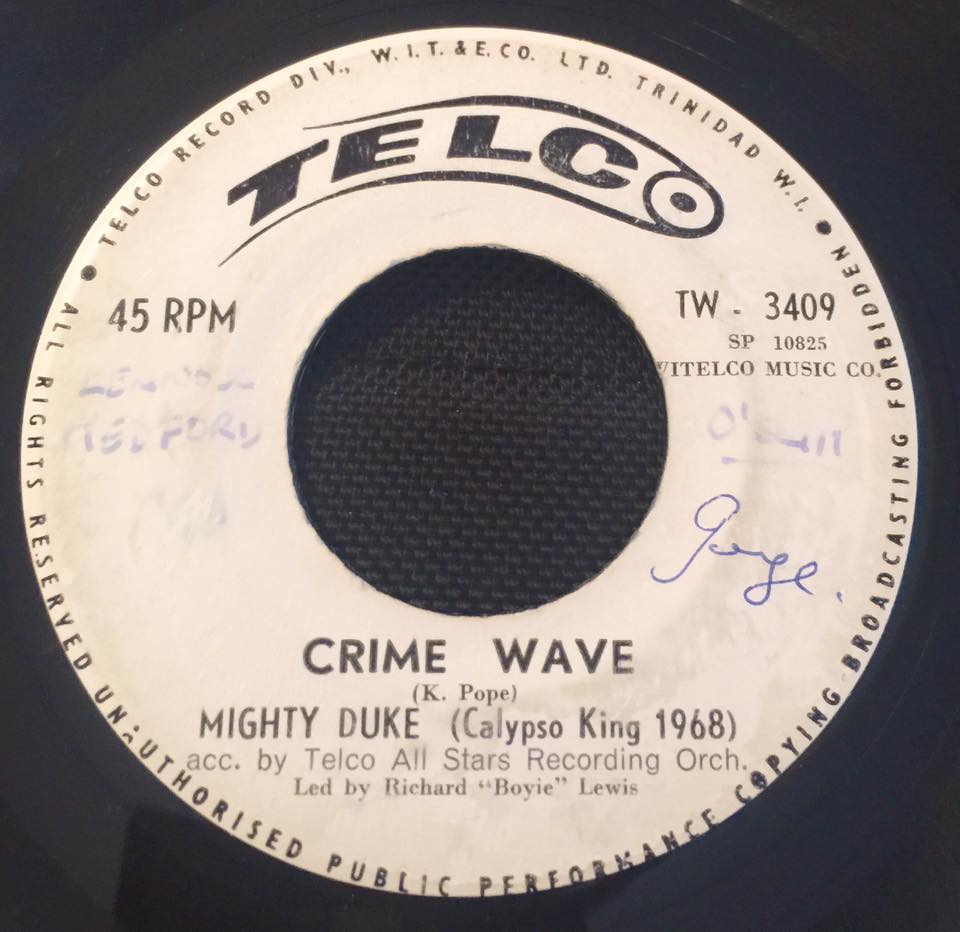 ● TELCO RECORD DIV., W.I.T. & E. CO. LTD. TRINIDAD W.I. ●
TELCO
45 RPM
TW - 3409
SP 10825
VITELCO MUSIC CO.
FORD
George.
CRIME WAVE
(K. Pope)
MIGHTY DUKE (Calypso King 1968)
acc. by Telco All Stars Recording Orch.
Led by Richard "Boyie" Lewis
ALL RIGHTS RESERVED UNAUTHORISED PUBLIC PERFORMANCE COPYING BROADCASTING FORBIDDEN